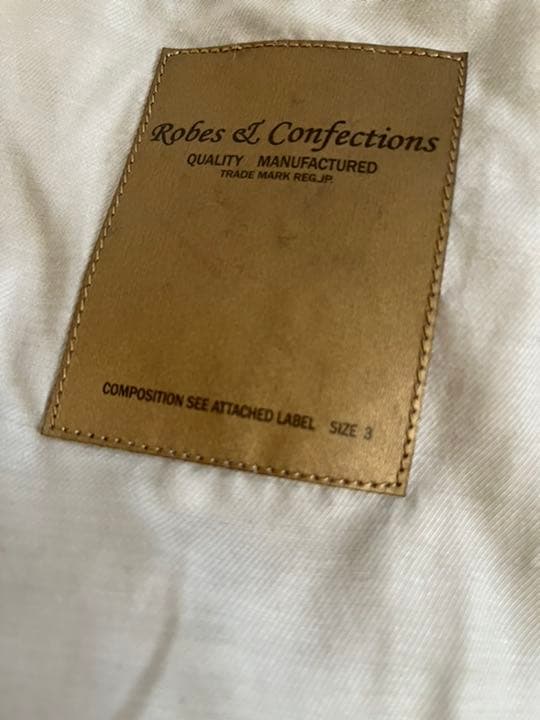 Robes & Confections
QUALITY MANUFACTURED
TRADE MARK REG.JP.
COMPOSITION SEE ATTACHED LABEL SIZE 3